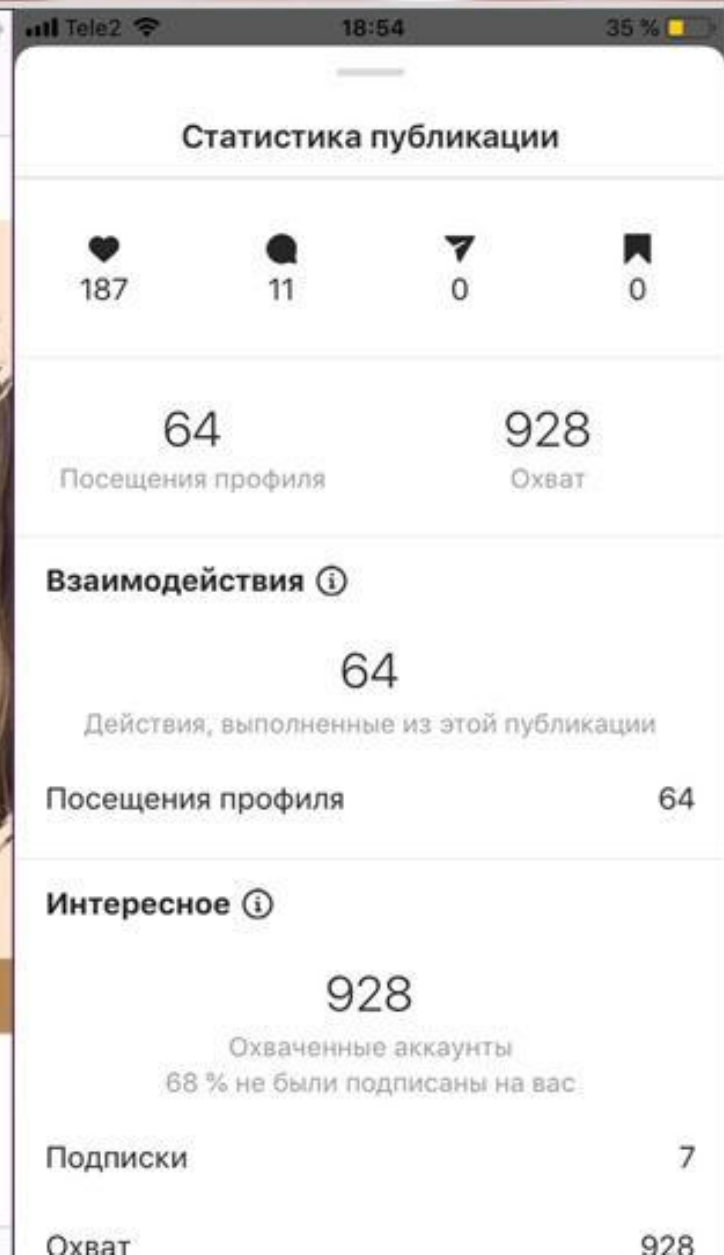 Tele2
18:54
35 %
Статистика публикации
187
11
0
0
64
928
Посещения профиля
Охват
Взаимодействия
64
Действия, выполненные из этой публикации
Посещения профиля 64
Интересное
928
Охваченные аккаунты
68 % не были подписаны на вас
Подписки 7
Охват 928